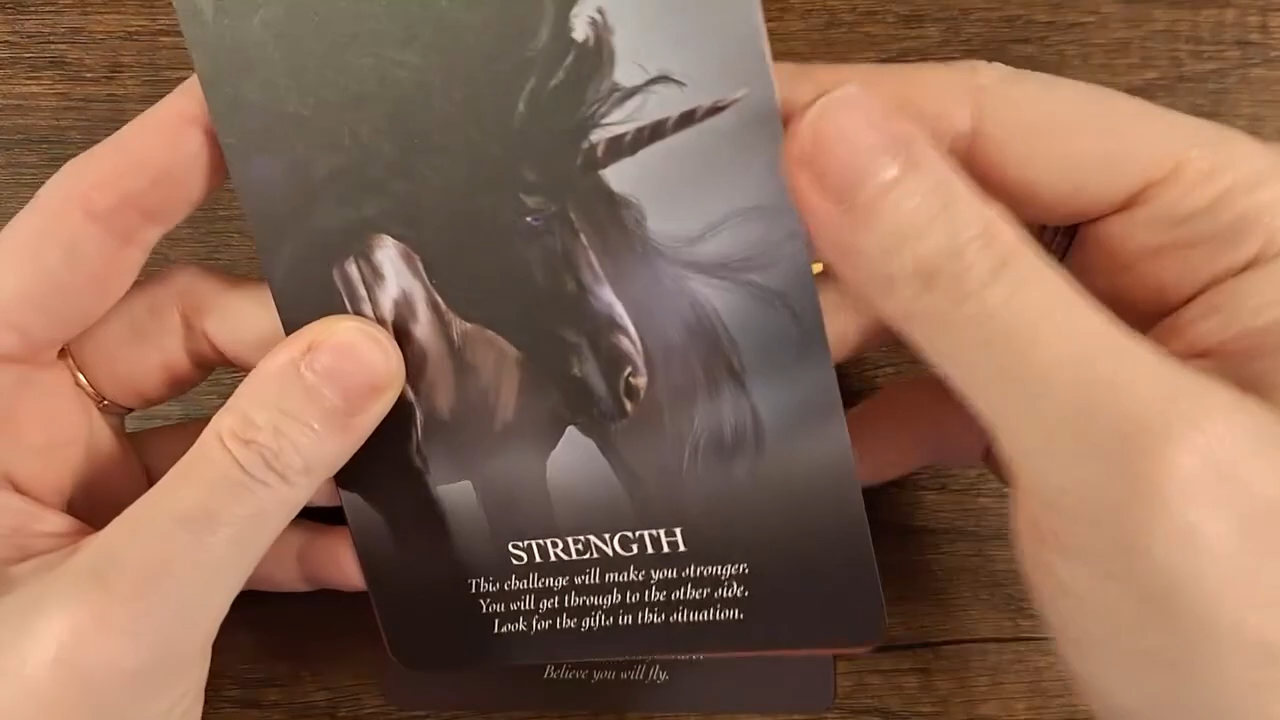 STRENGTH
This challenge will make you stronger.
You will get through to the other side.
Look for the gifts in this situation.
Believe you will fly.